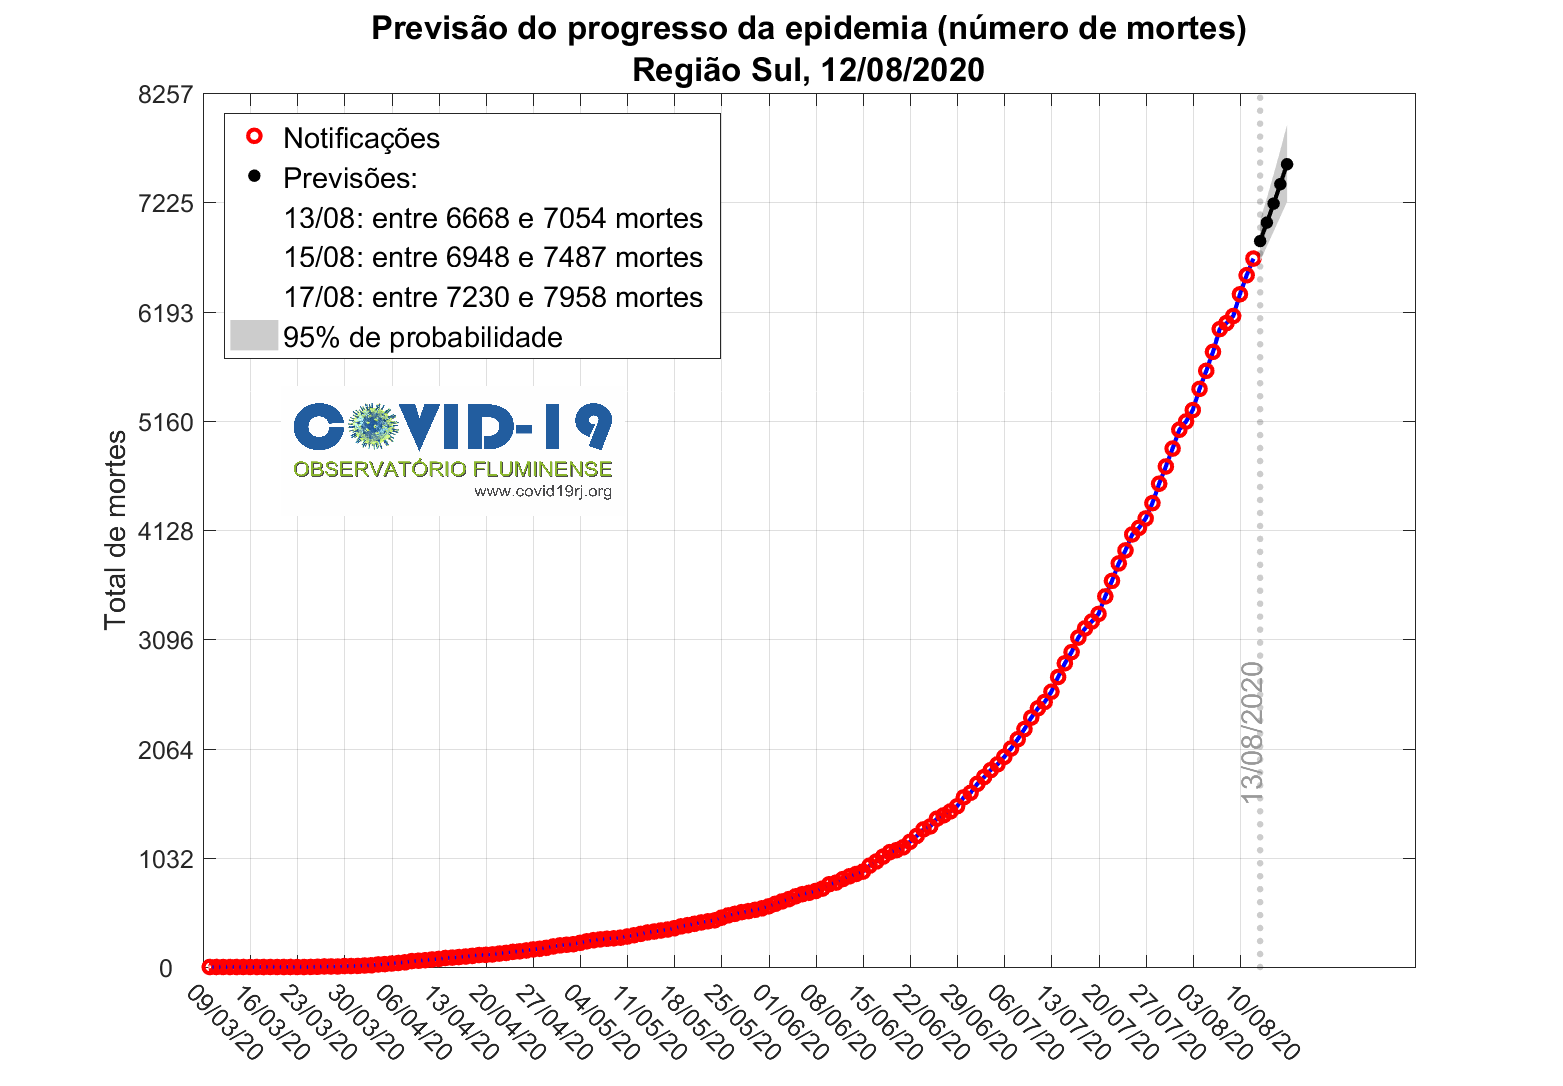 Previsão do progresso da epidemia (número de mortes)
Região Sul, 12/08/2020
8257
7225
6193
5160
4128
3096
2064
1032
0
Total de mortes
Notificações
Previsões:
13/08: entre 6668 e 7054 mortes
15/08: entre 6948 e 7487 mortes
17/08: entre 7230 e 7958 mortes
95% de probabilidade
COVID-19
OBSERVATÓRIO FLUMINENSE
www.covid19rj.org
13/08/2020
09/03/20
16/03/20
23/03/20
30/03/20
06/04/20
13/04/20
20/04/20
27/04/20
04/05/20
11/05/20
18/05/20
25/05/20
01/06/20
08/06/20
15/06/20
22/06/20
29/06/20
06/07/20
13/07/20
20/07/20
27/07/20
03/08/20
10/08/20